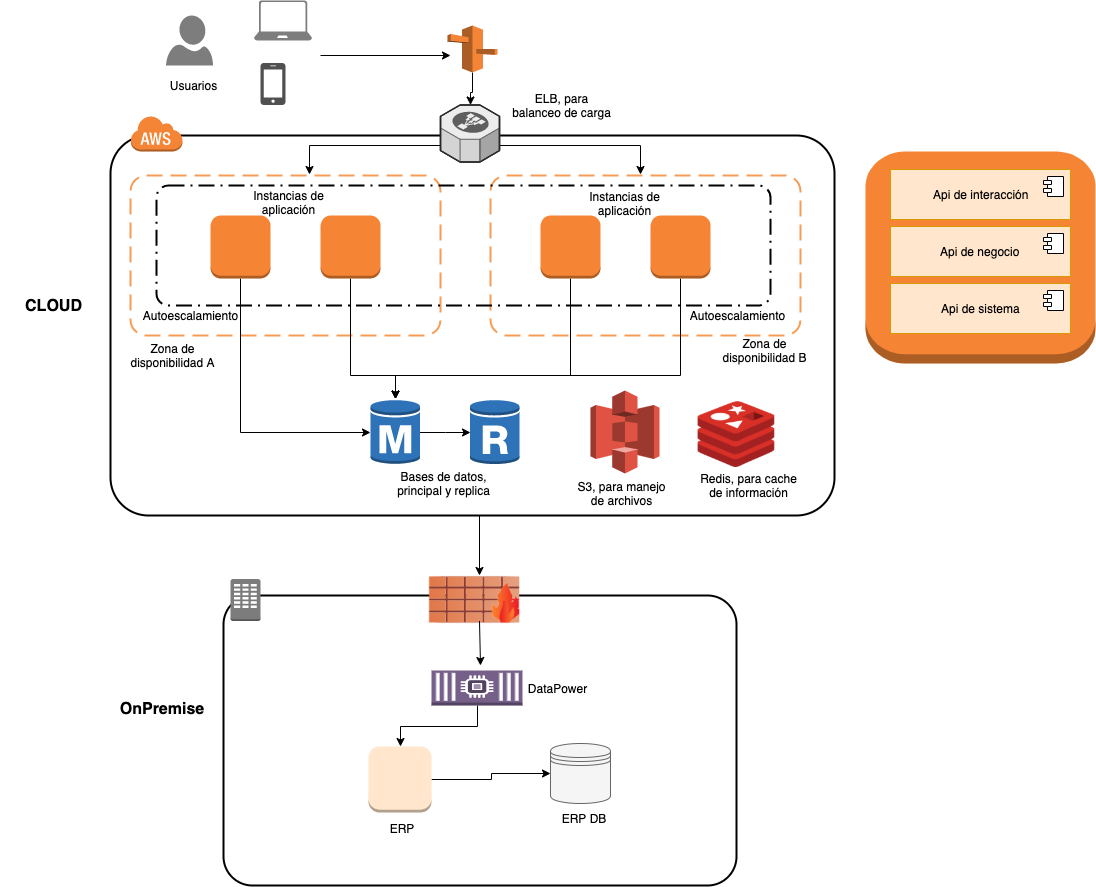 Usuarios
ELB, para
balanceo de carga
AWS
Instancias de
aplicación
Instancias de
aplicación
Api de interacción
Api de negocio
Api de sistema
CLOUD
Autoescalamiento
Autoescalamiento
Zona de
disponibilidad A
Zona de
disponibilidad B
M
R
Bases de datos,
principal y replica
S3, para manejo
de archivos
Redis, para cache
de información
OnPremise
DataPower
ERP
ERP DB